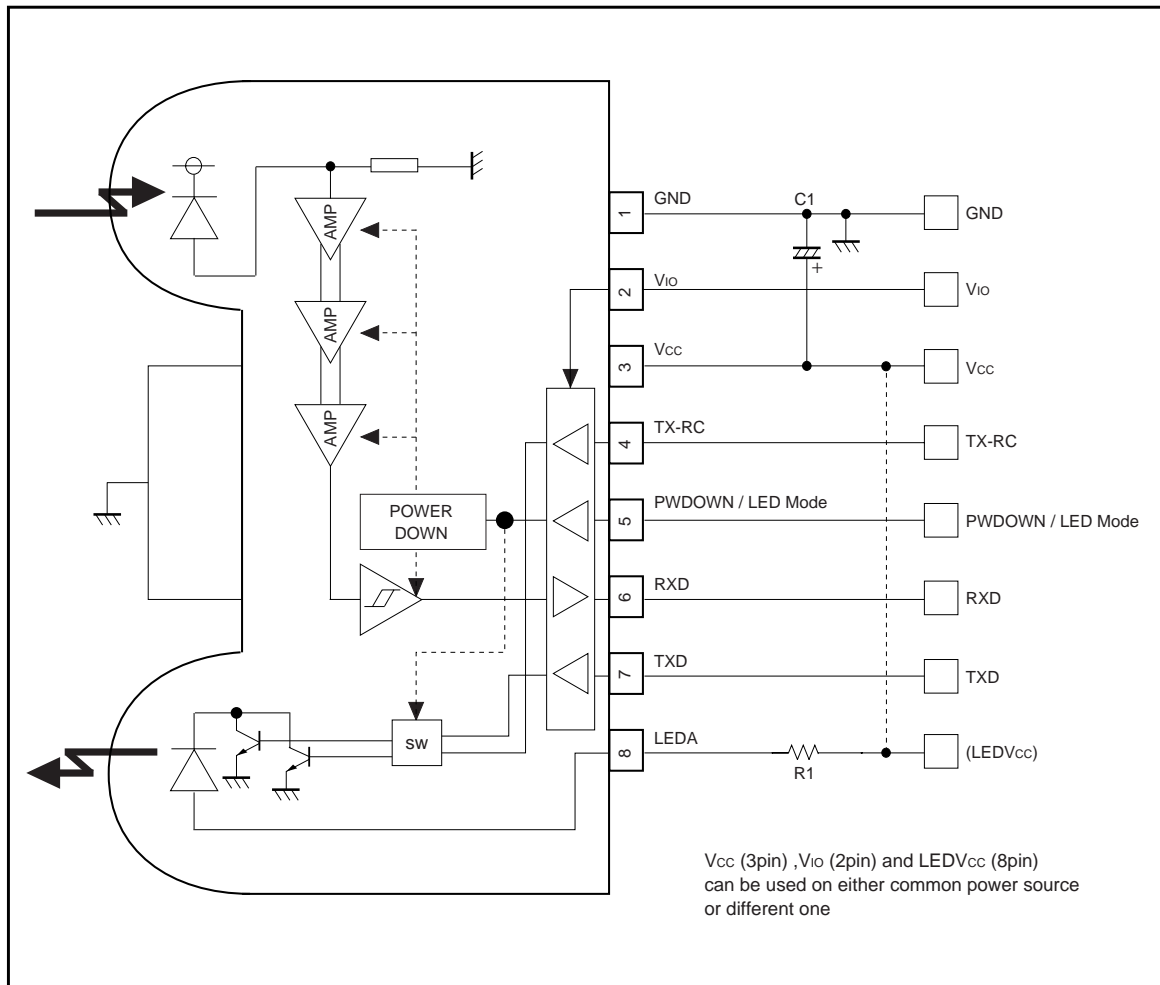 AMP
AMP
AMP
POWER
DOWN
SW
1
GND
C1
+
GND
2
VIO
VIO
3
VCC
VCC
4
TX-RC
TX-RC
5
PWDOWN / LED Mode
PWDOWN / LED Mode
6
RXD
RXD
7
TXD
TXD
8
LEDA
R1
(LEDVCC)
VCC (3pin) ,VIO (2pin) and LEDVCC (8pin)
can be used on either common power source
or different one